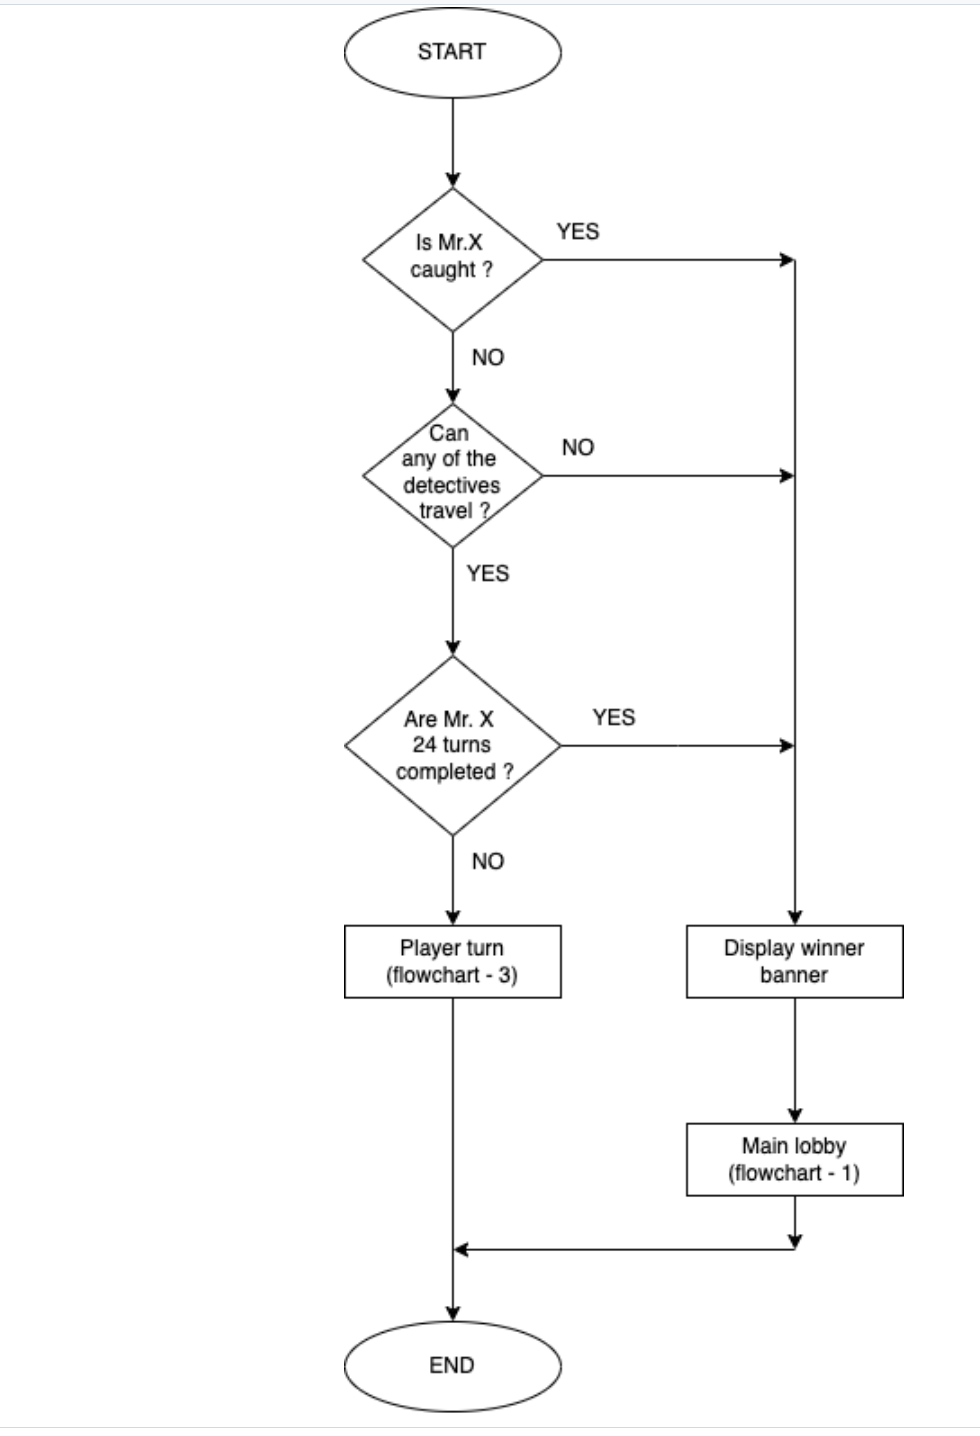 START
Is Mr.X
caught ?
YES
NO
Can
any of the
detectives
travel ?
NO
YES
Are Mr. X
24 turns
completed ?
YES
NO
Player turn
(flowchart - 3)
Display winner
banner
Main lobby
(flowchart - 1)
END